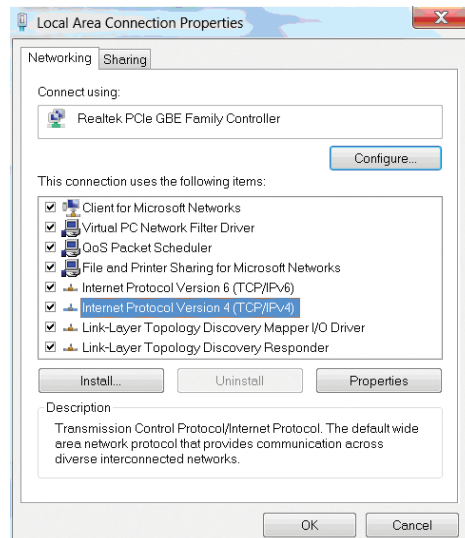 Local Area Connection Properties
Networking
Sharing
Connect using:
Realtek PCIe GBE Family Controller
Configure...
This connection uses the following items:
Client for Microsoft Networks
Virtual PC Network Filter Driver
QoS Packet Scheduler
File and Printer Sharing for Microsoft Networks
Internet Protocol Version 6 (TCP/IPv6)
Internet Protocol Version 4 (TCP/IPv4)
Link-Layer Topology Discovery Mapper I/O Driver
Link-Layer Topology Discovery Responder
Install...
Uninstall
Properties
Description
Transmission Control Protocol/Internet Protocol. The default wide
area network protocol that provides communication across
diverse interconnected networks.
OK
Cancel